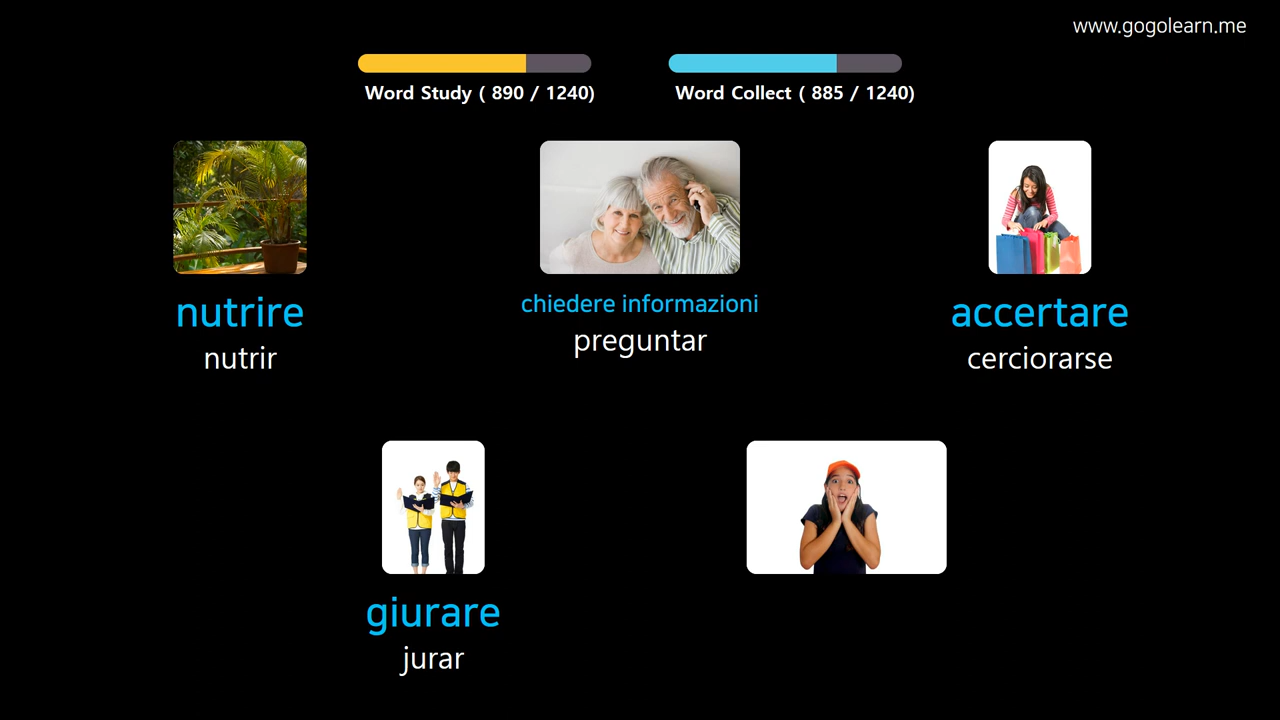 www.gogolearn.me
Word Study ( 890 / 1240)
Word Collect ( 885 / 1240)
nutrire
nutrir
chiedere informazioni
preguntar
accertare
cerciorarse
giurare
jurar